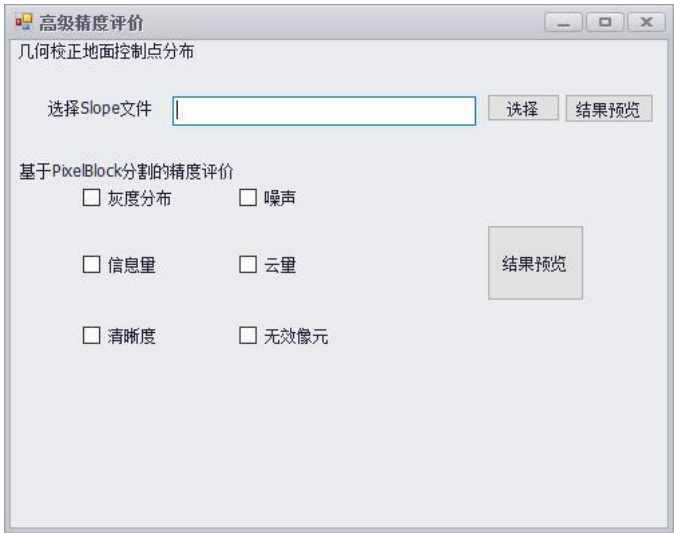 高级精度评价
几何校正地面控制点分布
选择Slope文件 选择 结果预览
基于PixelBlock分割的精度评价
灰度分布 噪声
信息量 云量 结果预览
清晰度 无效像元